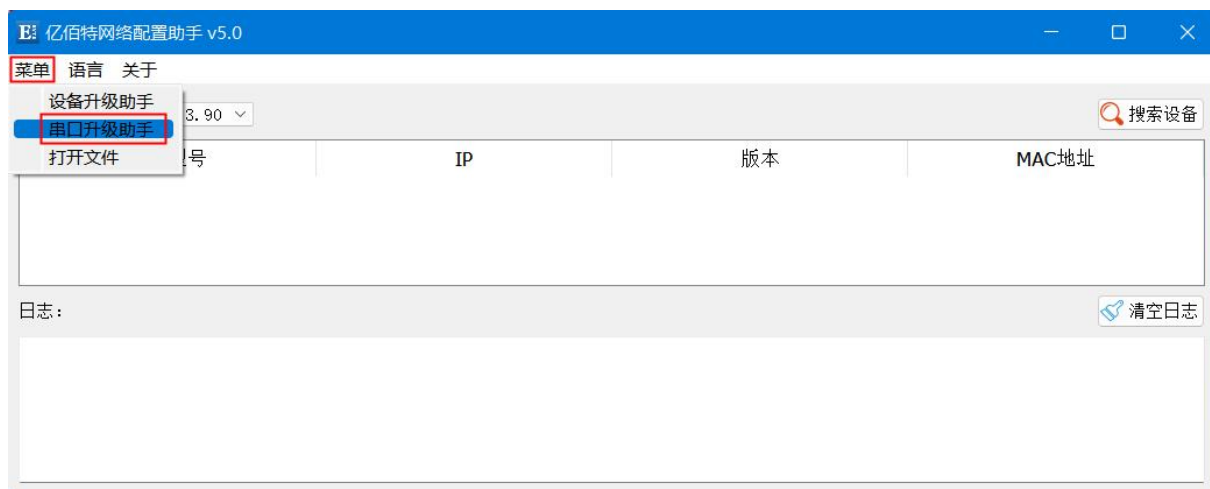 亿佰特网络配置助手 v5.0
菜单 语言 关于
设备升级助手
串口升级助手
打开文件
3.90
搜索设备
号 IP 版本 MAC地址
日志：
清空日志